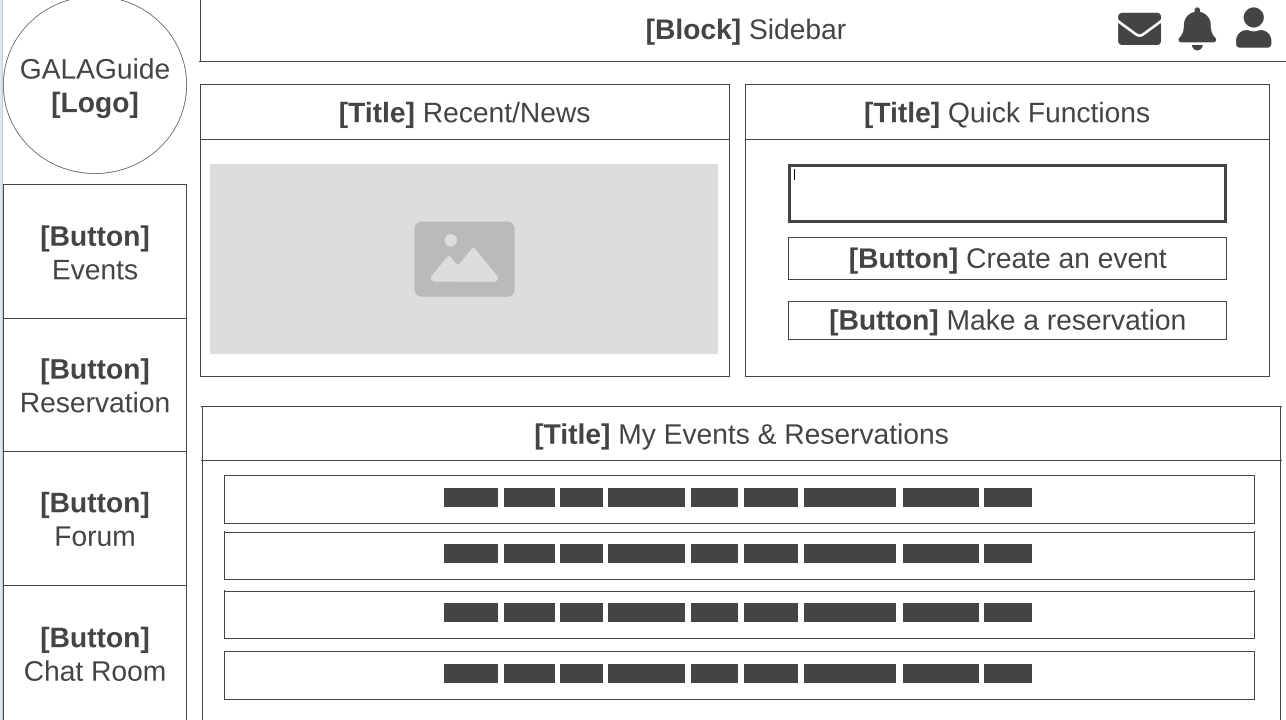 GALAGuide
[Logo]
[Block] Sidebar
[Title] Recent/News
[Title] Quick Functions
[Button] Create an event
[Button] Make a reservation
[Button]
Events
[Button]
Reservation
[Button]
Forum
[Button]
Chat Room
[Title] My Events & Reservations